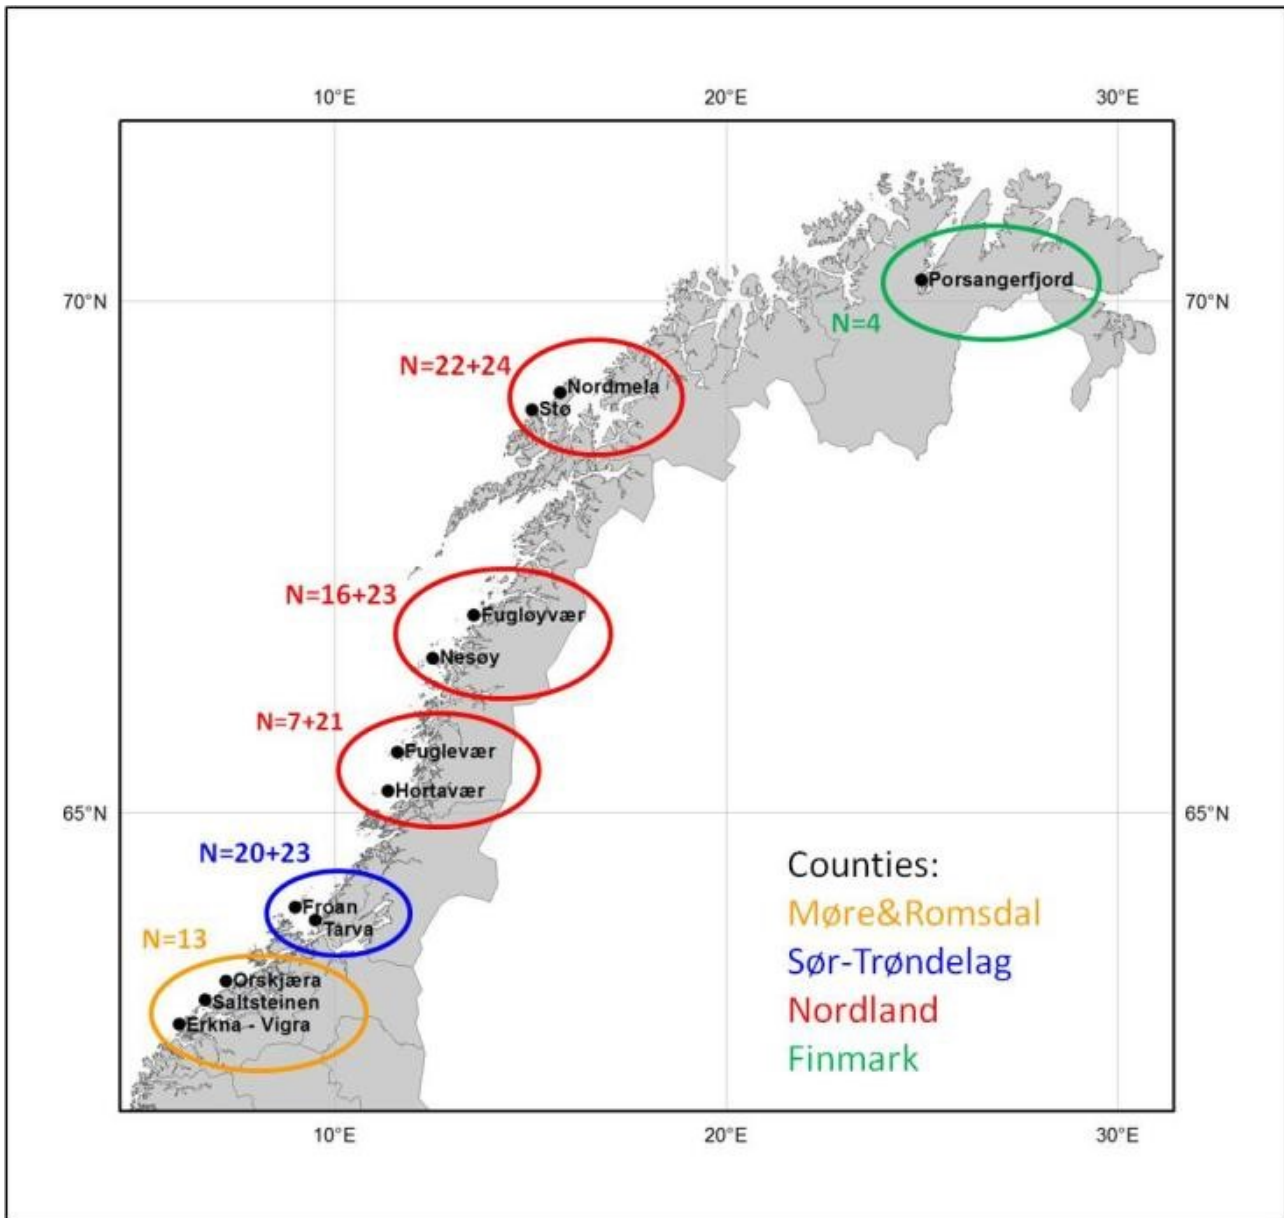 10°E
20°E
30°E
Porsangerfjord
70°N
70°N
N=4
N=22+24
Nordmela
Stø
N=16+23
Fugløyvær
Nesøy
N=7+21
Fuglevær
Hortavær
65°N
65°N
N=20+23
Froan
Tarva
N=13
Orskjæra
Saltsteinen
Erkna - Vigra
Counties:
Møre&Romsdal
Sør-Trøndelag
Nordland
Finmark
10°E
20°E
30°E